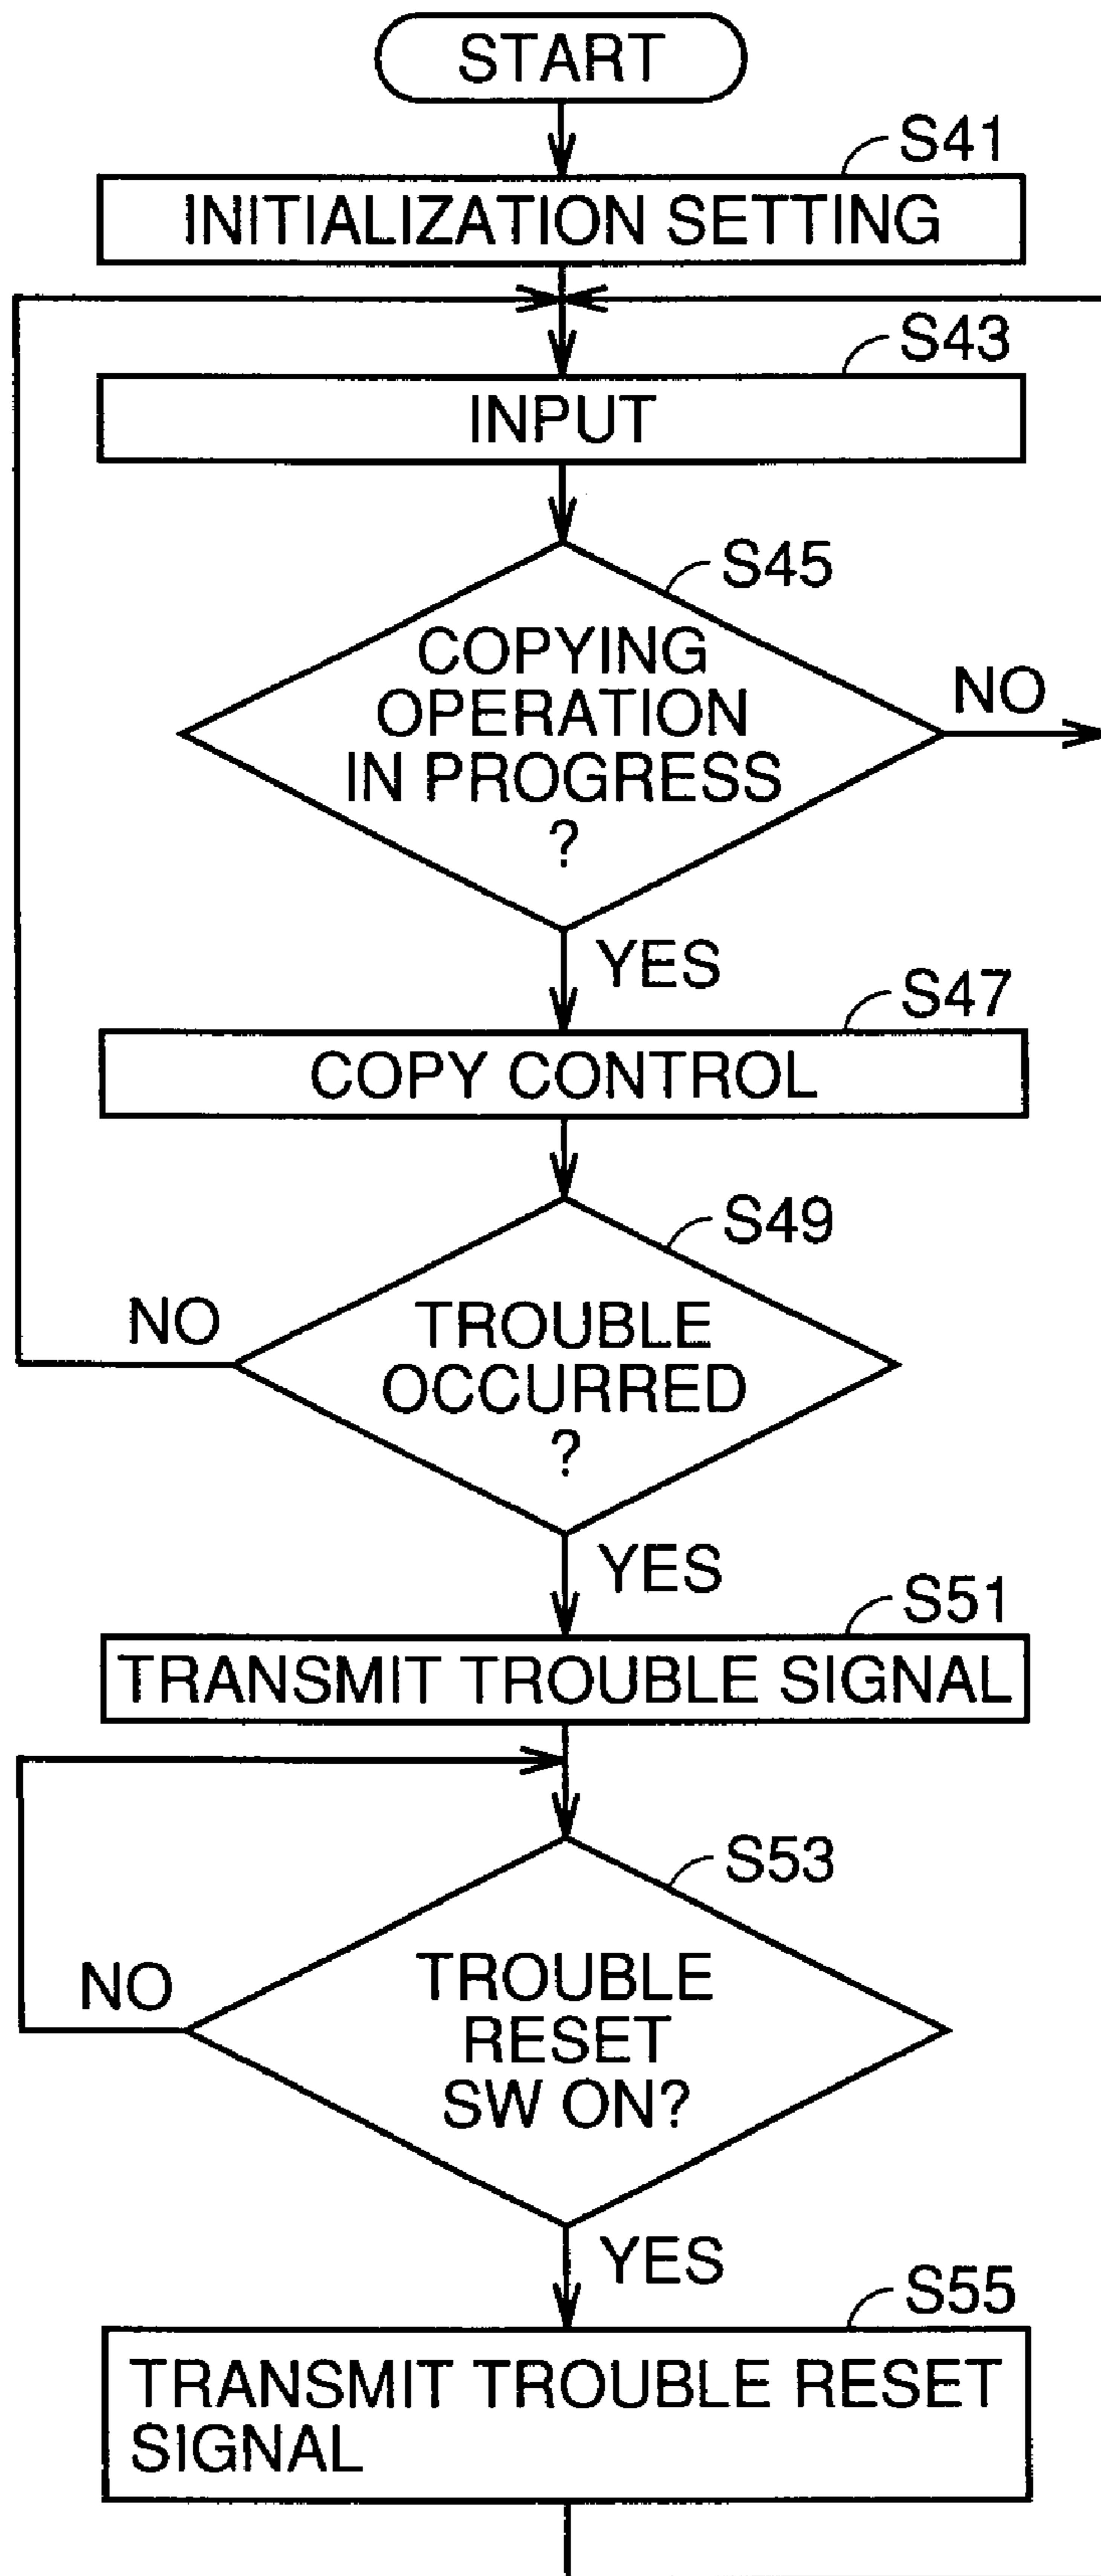 START
S41
INITIALIZATION SETTING
S43
INPUT
S45
COPYING
OPERATION
IN PROGRESS
?
NO
YES
S47
COPY CONTROL
S49
TROUBLE
OCCURRED
?
NO
YES
S51
TRANSMIT TROUBLE SIGNAL
S53
TROUBLE
RESET
SW ON?
NO
YES
S55
TRANSMIT TROUBLE RESET
SIGNAL